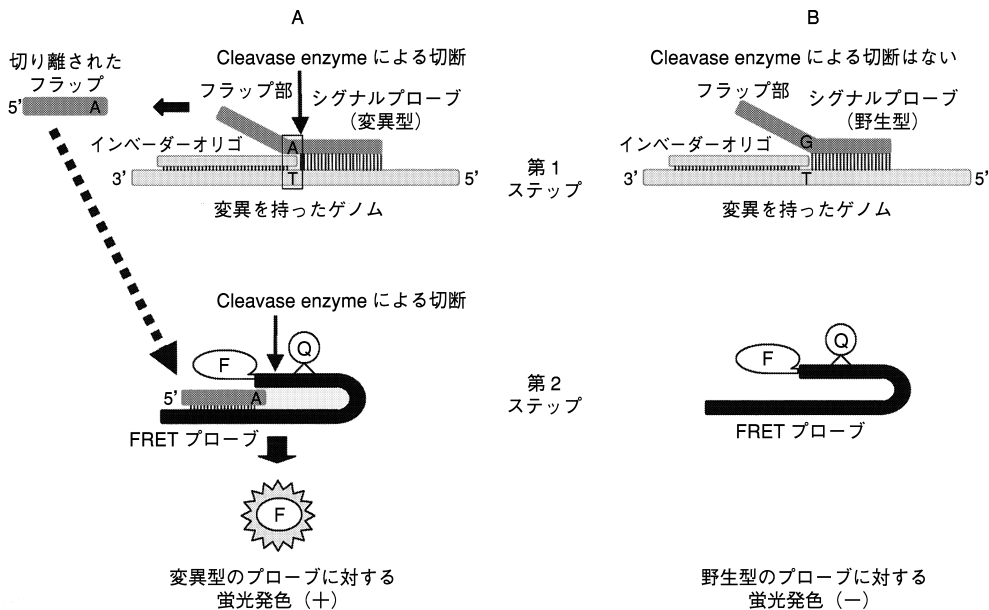 A
Cleavase enzyme による切断
切り離された
フラップ
5'
A
フラップ部
シグナルプローブ
（変異型）
インベーダーオリゴ
A
T
3'
5'
変異を持ったゲノム
第1
ステップ
B
Cleavase enzyme による切断はない
フラップ部
シグナルプローブ
（野生型）
インベーダーオリゴ
G
T
3'
5'
変異を持ったゲノム
Cleavase enzyme による切断
F
Q
5'
A
FRET プローブ
F
変異型のプローブに対する
蛍光発色（＋）
第2
ステップ
F
Q
FRET プローブ
野生型のプローブに対する
蛍光発色（－）